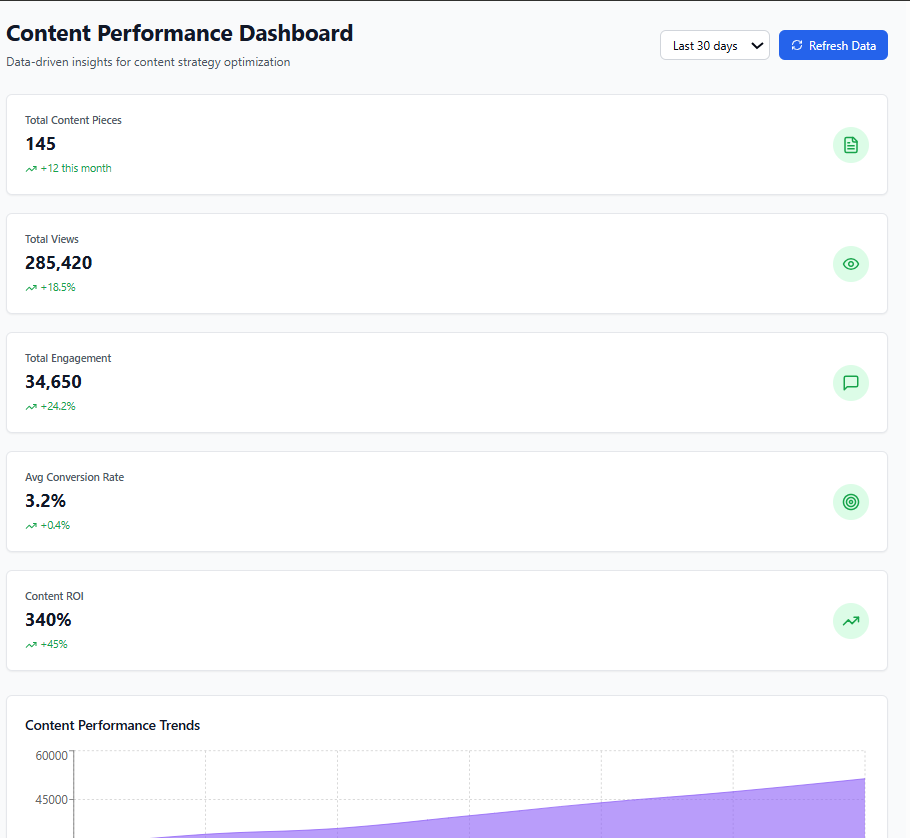 Content Performance Dashboard
Data-driven insights for content strategy optimization
Last 30 days
Refresh Data
Total Content Pieces
145
+12 this month
Total Views
285,420
+18.5%
Total Engagement
34,650
+24.2%
Avg Conversion Rate
3.2%
+0.4%
Content ROI
340%
+45%
Content Performance Trends
60000
45000